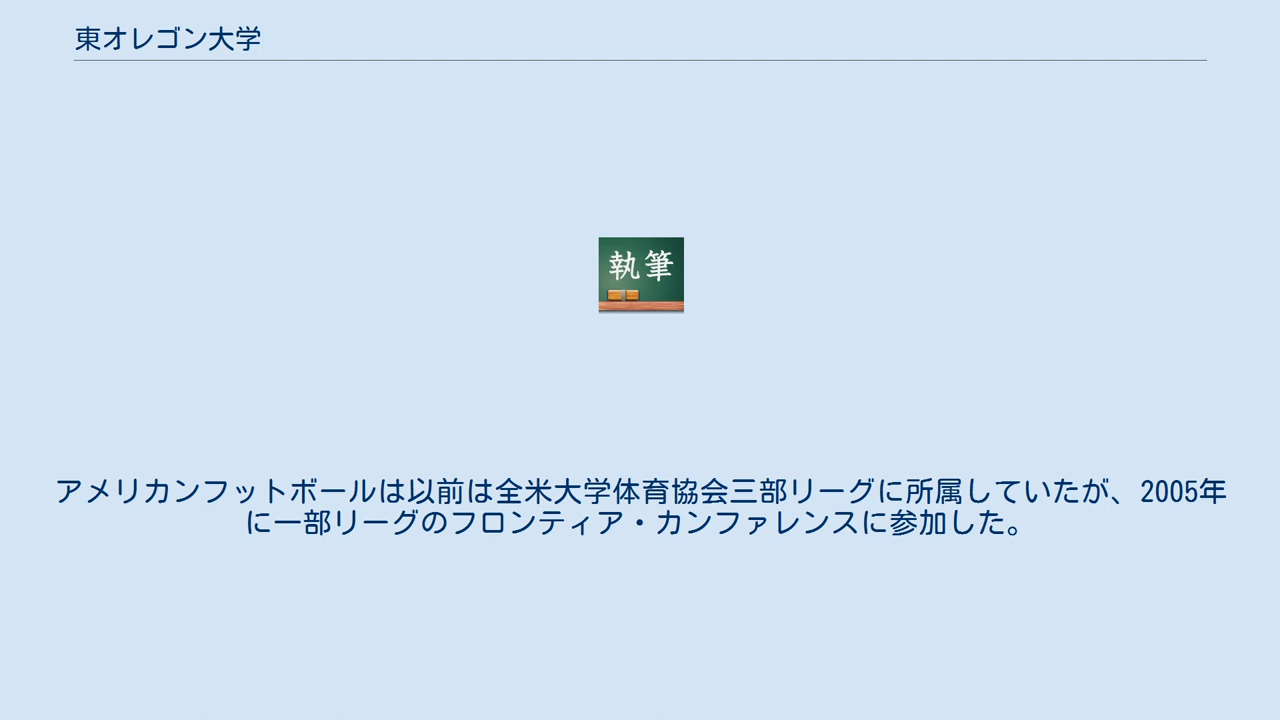 東オレゴン大学
執筆
アメリカンフットボールは以前は全米大学体育協会三部リーグに所属していたが、2005年
に一部リーグのフロンティア・カンファレンスに参加した。